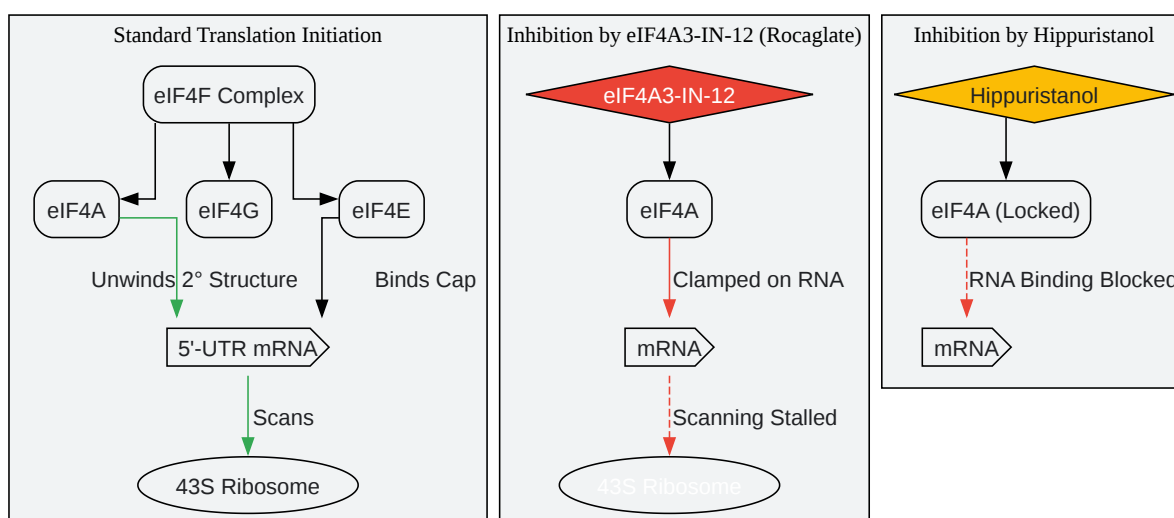 Standard Translation Initiation
eIF4F Complex
eIF4A
eIF4G
eIF4E
Unwinds 2° Structure
Binds Cap
5'-UTR mRNA
Scans
43S Ribosome
Inhibition by eIF4A3-IN-12 (Rocaglate)
eIF4A3-IN-12
eIF4A
Clamped on RNA
mRNA
Scanning Stalled
43S Ribosome
Inhibition by Hippuristanol
Hippuristanol
eIF4A (Locked)
RNA Binding Blocked
mRNA